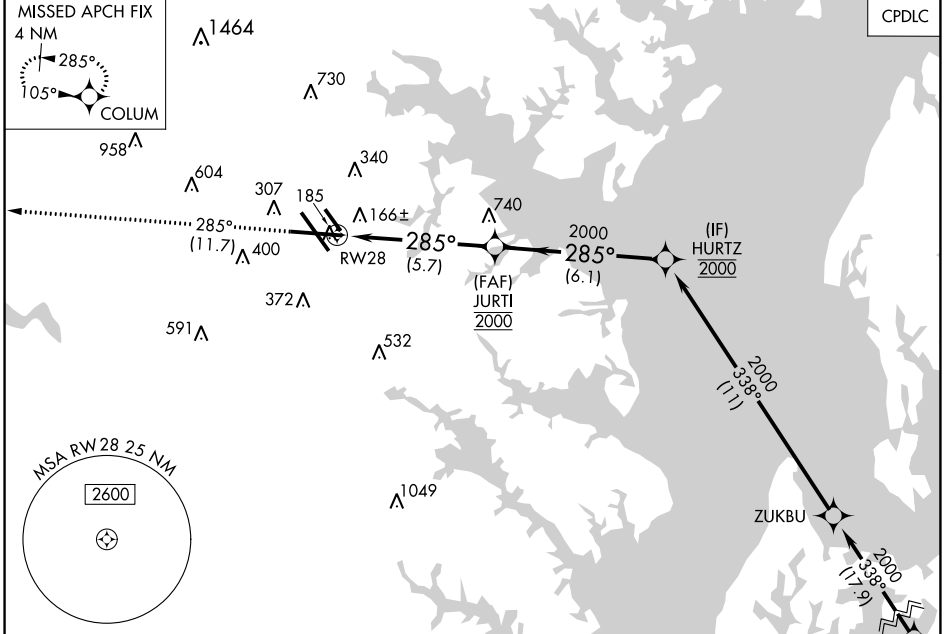 MISSED APCH FIX
4 NM
285°
105°
COLUM
CPDLC
1464
730
958
604
340
307
185
166±
740
285°
(11.7)
400
RW28
285°
(5.7)
2000
285°
(6.1)
(IF)
HURTZ
2000
(FAF)
JURTI
2000
372
591
532
2000
338°
(11)
MSA RW 28 25 NM
2600
1049
ZUKBU
2000
338°
(17.9)